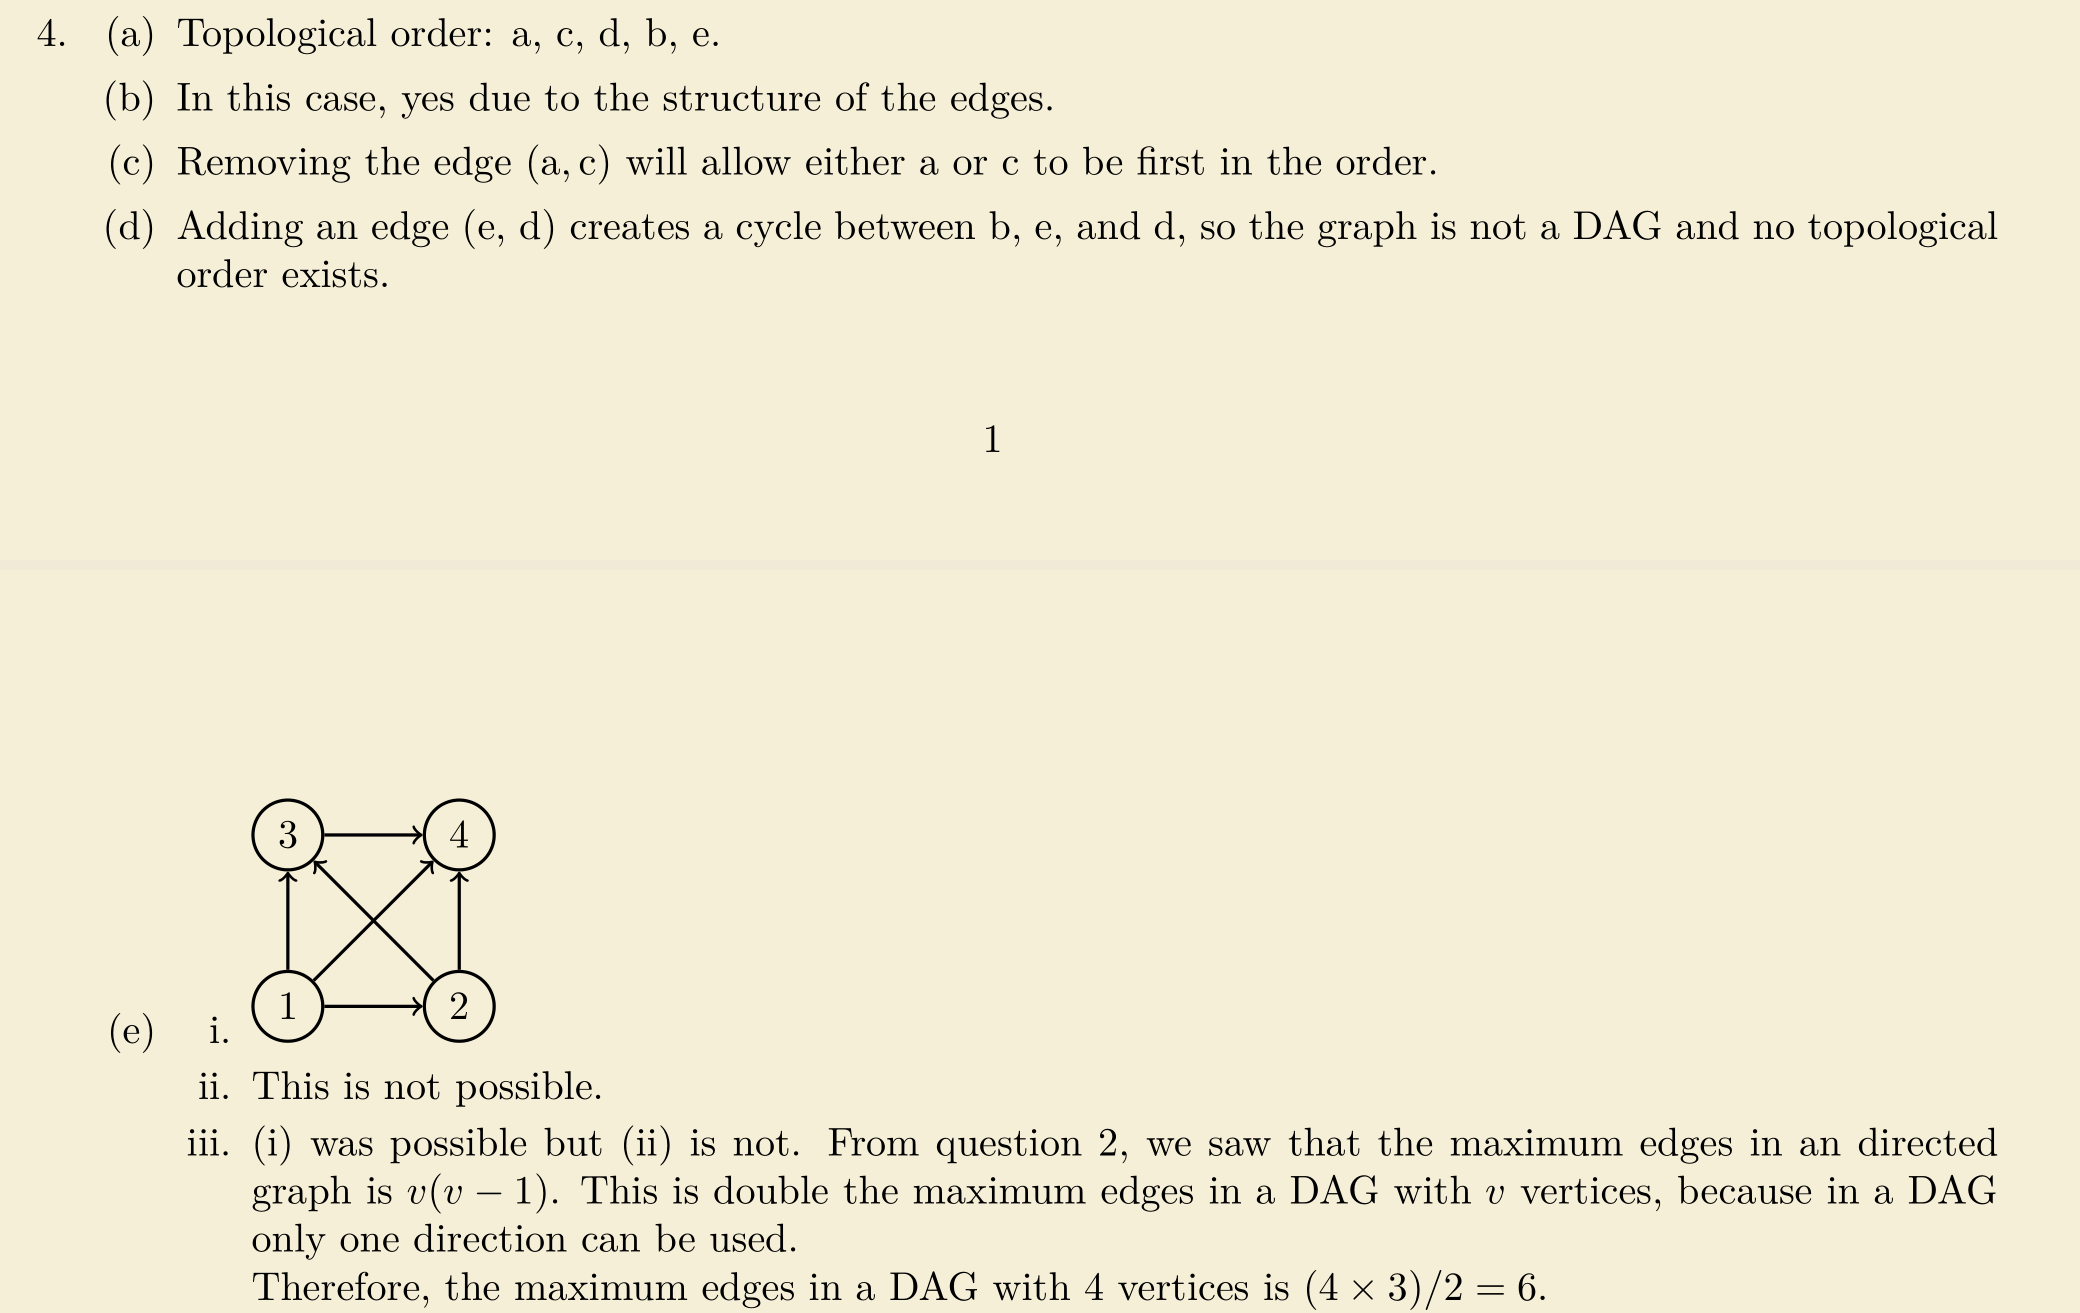 4. (a) Topological order: a, c, d, b, e.
(b) In this case, yes due to the structure of the edges.
(c) Removing the edge (a, c) will allow either a or c to be first in the order.
(d) Adding an edge (e, d) creates a cycle between b, e, and d, so the graph is not a DAG and no topological
order exists.
1
3 4
1 2
(e) i.
ii. This is not possible.
iii. (i) was possible but (ii) is not. From question 2, we saw that the maximum edges in an directed
graph is v(v − 1). This is double the maximum edges in a DAG with v vertices, because in a DAG
only one direction can be used.
Therefore, the maximum edges in a DAG with 4 vertices is (4 × 3)/2 = 6.